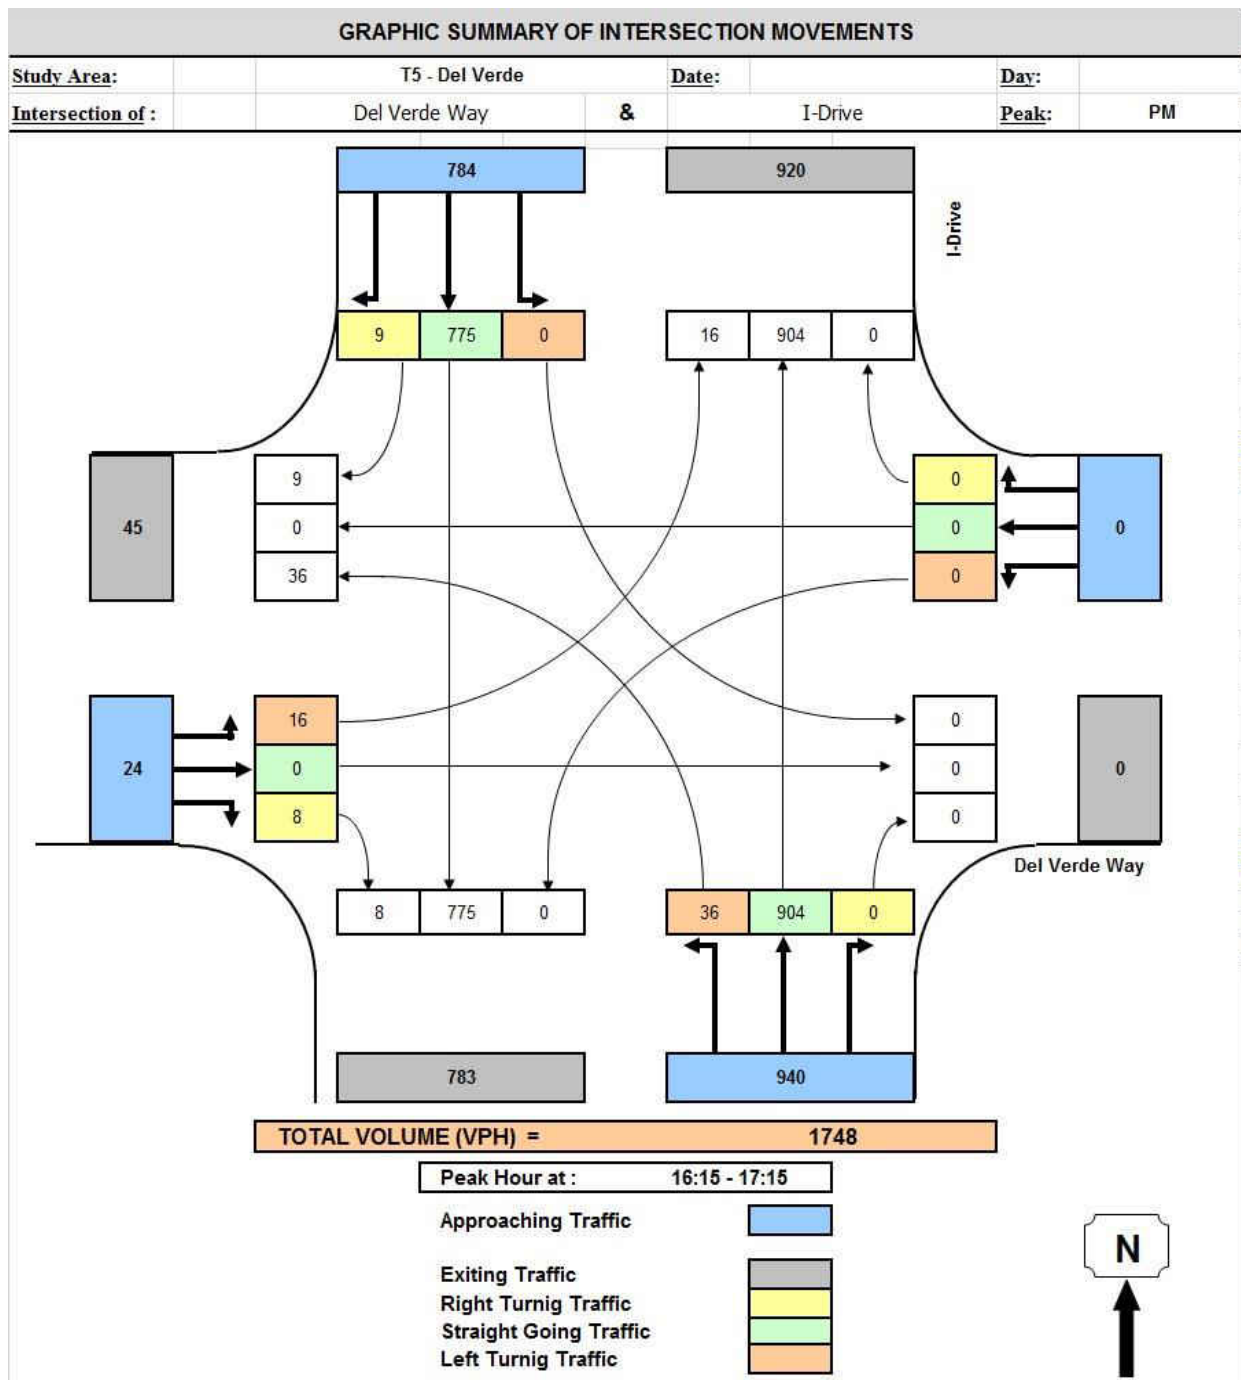 GRAPHIC SUMMARY OF INTERSECTION MOVEMENTS
Study Area: T5 - Del Verde Date: Day:
Intersection of : Del Verde Way & I-Drive Peak: PM
784 920
I-Drive
9 775 0 16 904 0
9 0
45 0 0 0
36 0
16 0
24 0 0 0
8 0
Del Verde Way
8 775 0 36 904 0
783 940
TOTAL VOLUME (VPH) = 1748
Peak Hour at : 16:15 - 17:15
Approaching Traffic
Exiting Traffic
Right Turnig Traffic
Straight Going Traffic
Left Turnig Traffic
N